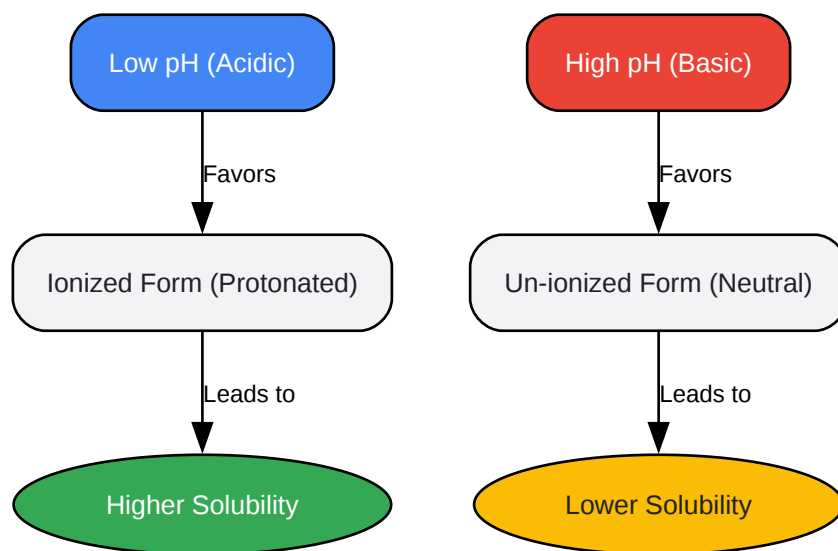 Low pH (Acidic)
High pH (Basic)
Favors
Favors
Ionized Form (Protonated)
Un-ionized Form (Neutral)
Leads to
Leads to
Higher Solubility
Lower Solubility